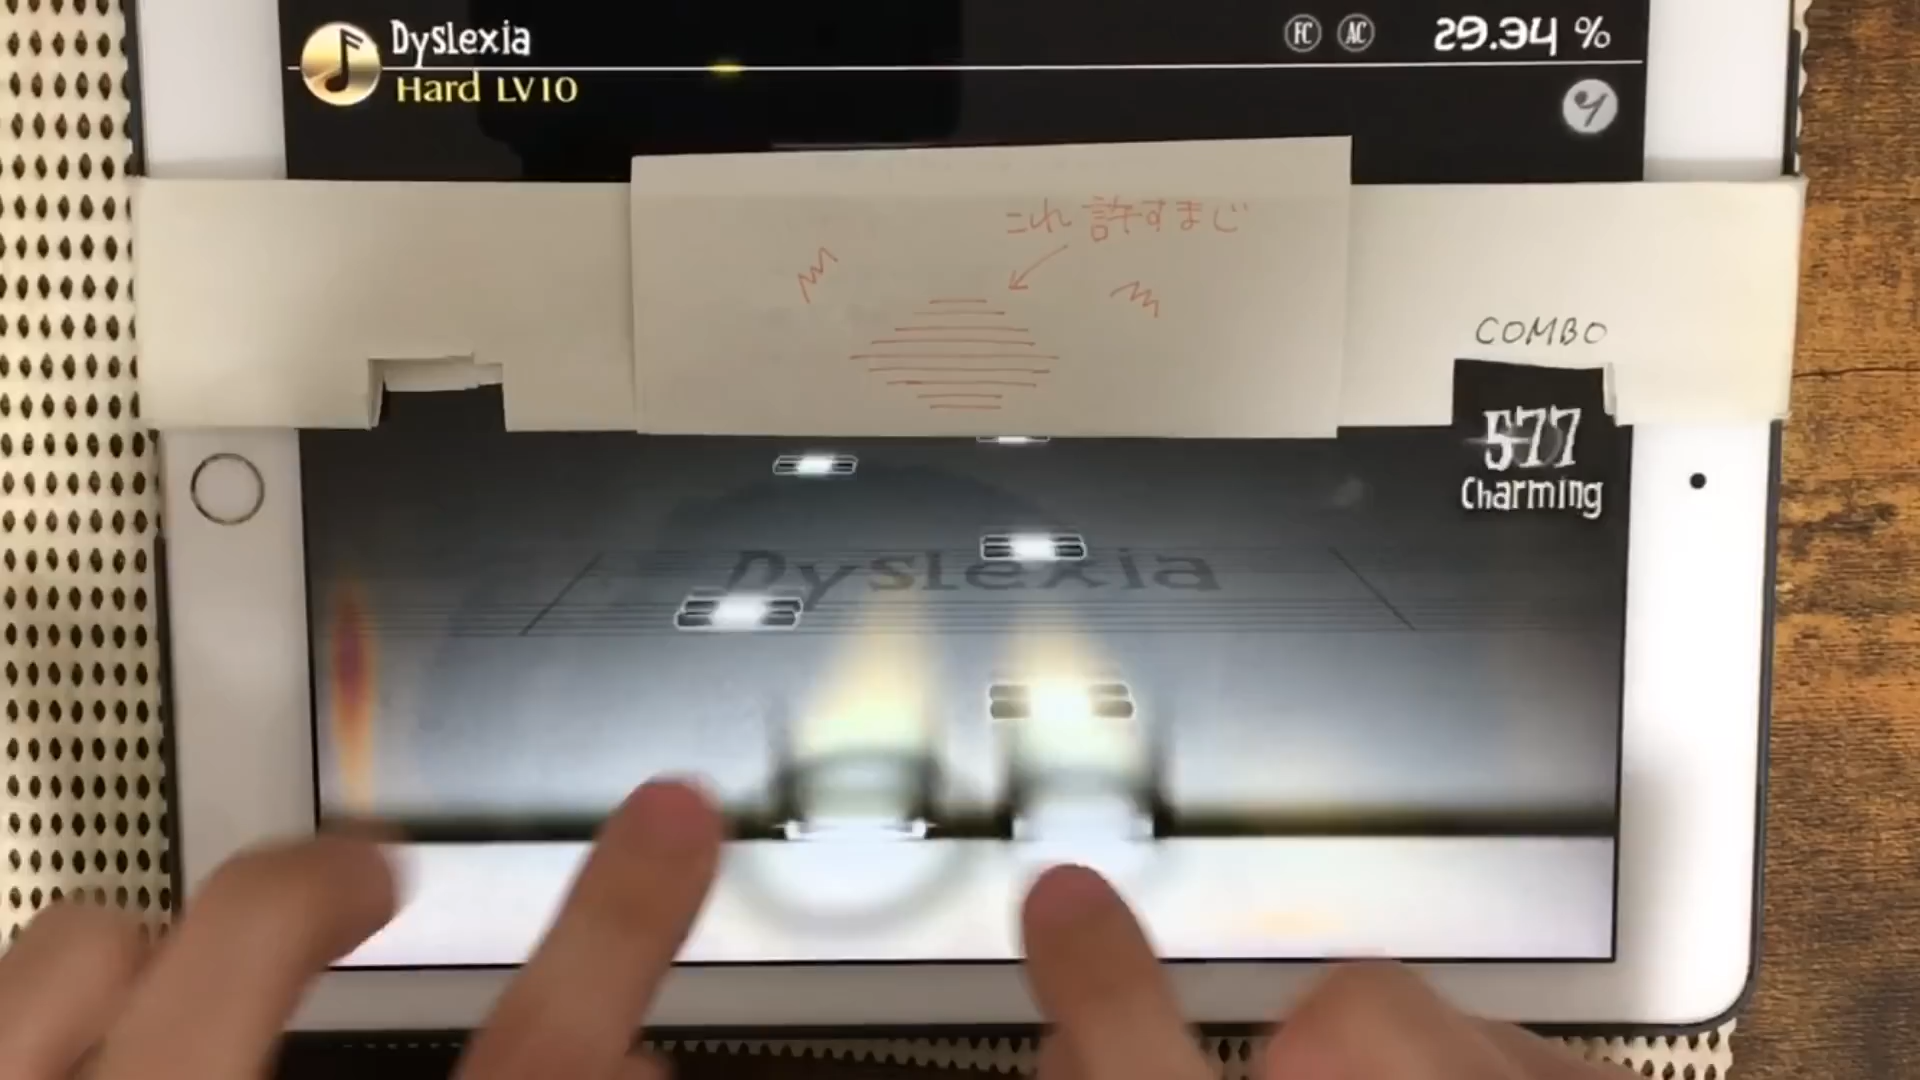 Dyslexia
FC AC 29.34 %
Hard LV10
これ許すまじ
COMBO
577
Charming
Dyslexia